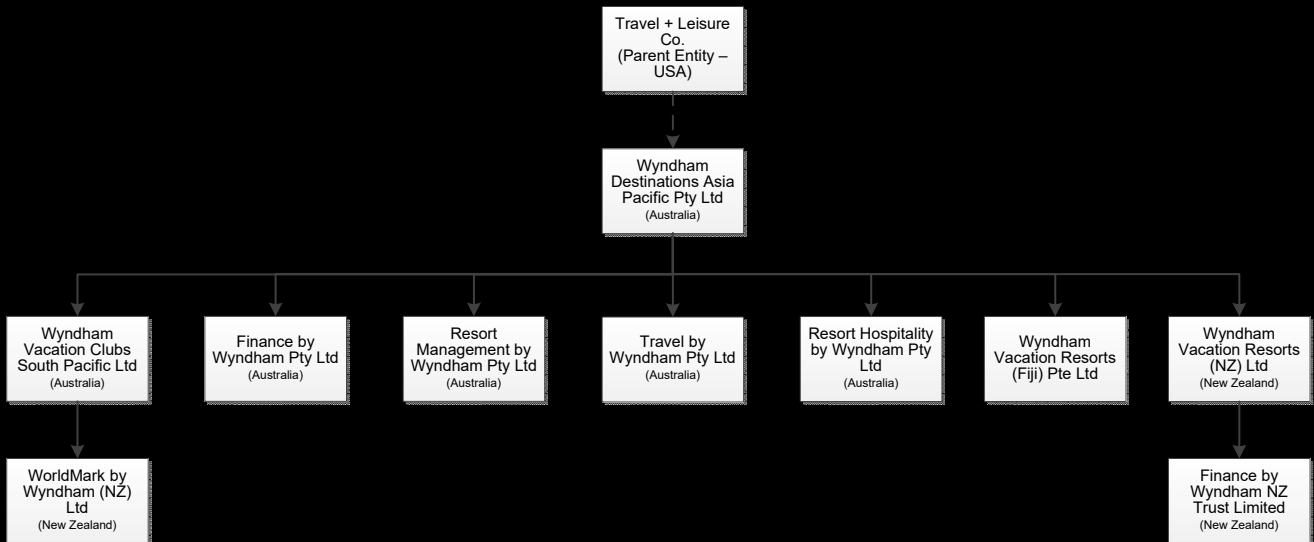 Travel + Leisure
Co.
(Parent Entity –
USA)
Wyndham
Destinations Asia
Pacific Pty Ltd
(Australia)
Wyndham
Vacation Clubs
South Pacific Ltd
(Australia)
Finance by
Wyndham Pty Ltd
(Australia)
Resort
Management by
Wyndham Pty Ltd
(Australia)
Travel by
Wyndham Pty Ltd
(Australia)
Resort Hospitality
by Wyndham Pty
Ltd
(Australia)
Wyndham
Vacation Resorts
(Fiji) Pte Ltd
Wyndham
Vacation Resorts
(NZ) Ltd
(New Zealand)
WorldMark by
Wyndham (NZ)
Ltd
(New Zealand)
Finance by
Wyndham NZ
Trust Limited
(New Zealand)